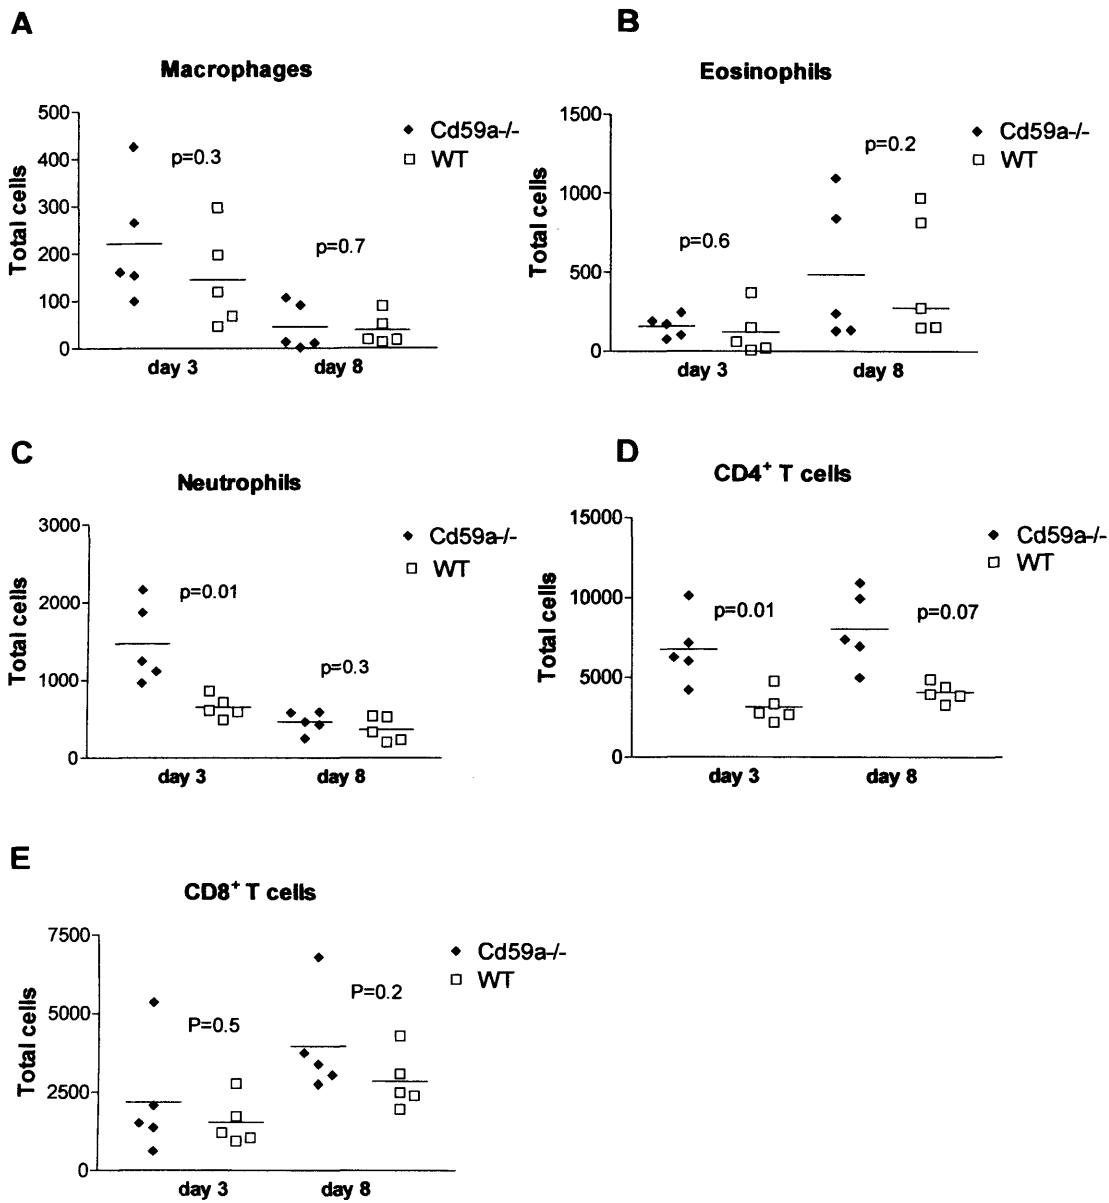 A
Macrophages
500
400
300
200
100
0
Total cells
p=0.3
p=0.7
Cd59a-/-
WT
day 3
day 8
B
Eosinophils
1500
1000
500
0
Total cells
p=0.6
p=0.2
Cd59a-/-
WT
day 3
day 8
C
Neutrophils
3000
2000
1000
0
Total cells
p=0.01
p=0.3
Cd59a-/-
WT
day 3
day 8
D
CD4⁺ T cells
15000
10000
5000
0
Total cells
p=0.01
p=0.07
Cd59a-/-
WT
day 3
day 8
E
CD8⁺ T cells
7500
5000
2500
0
Total cells
P=0.5
P=0.2
Cd59a-/-
WT
day 3
day 8